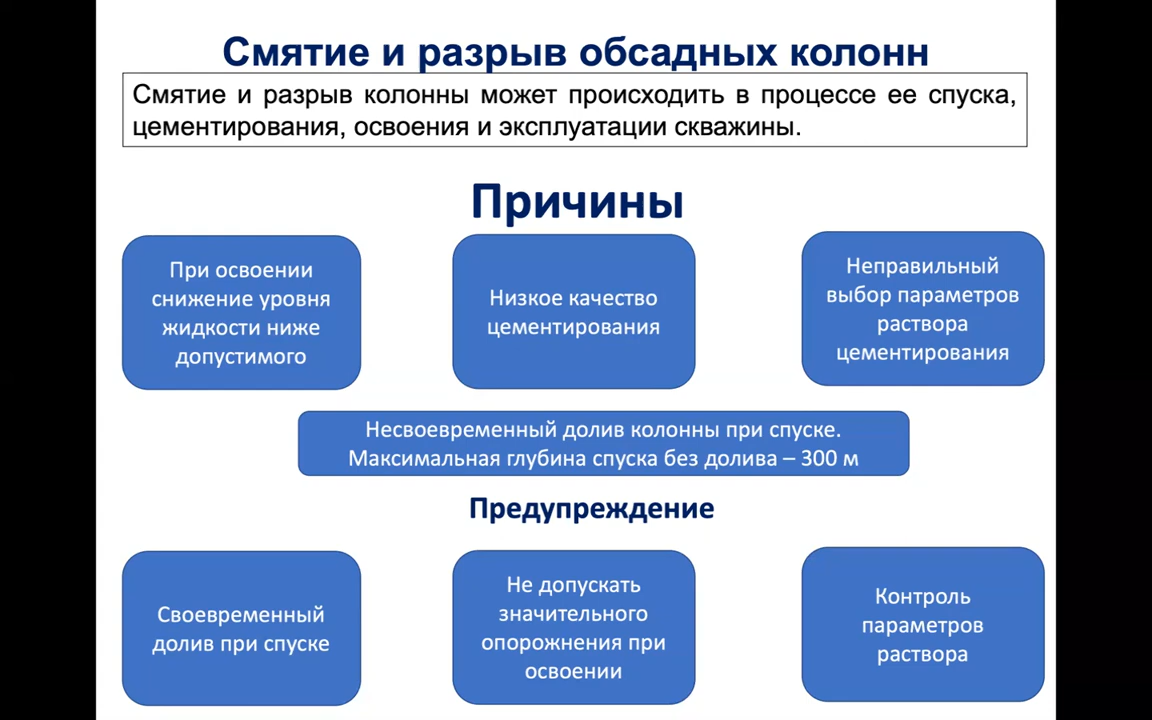 Смятие и разрыв обсадных колонн
Смятие и разрыв колонны может происходить в процессе ее спуска,
цементирования, освоения и эксплуатации скважины.
Причины
При освоении
снижение уровня
жидкости ниже
допустимого
Низкое качество
цементирования
Неправильный
выбор параметров
раствора
цементирования
Несвоевременный долив колонны при спуске.
Максимальная глубина спуска без долива – 300 м
Предупреждение
Своевременный
долив при спуске
Не допускать
значительного
опорожнения при
освоении
Контроль
параметров
раствора